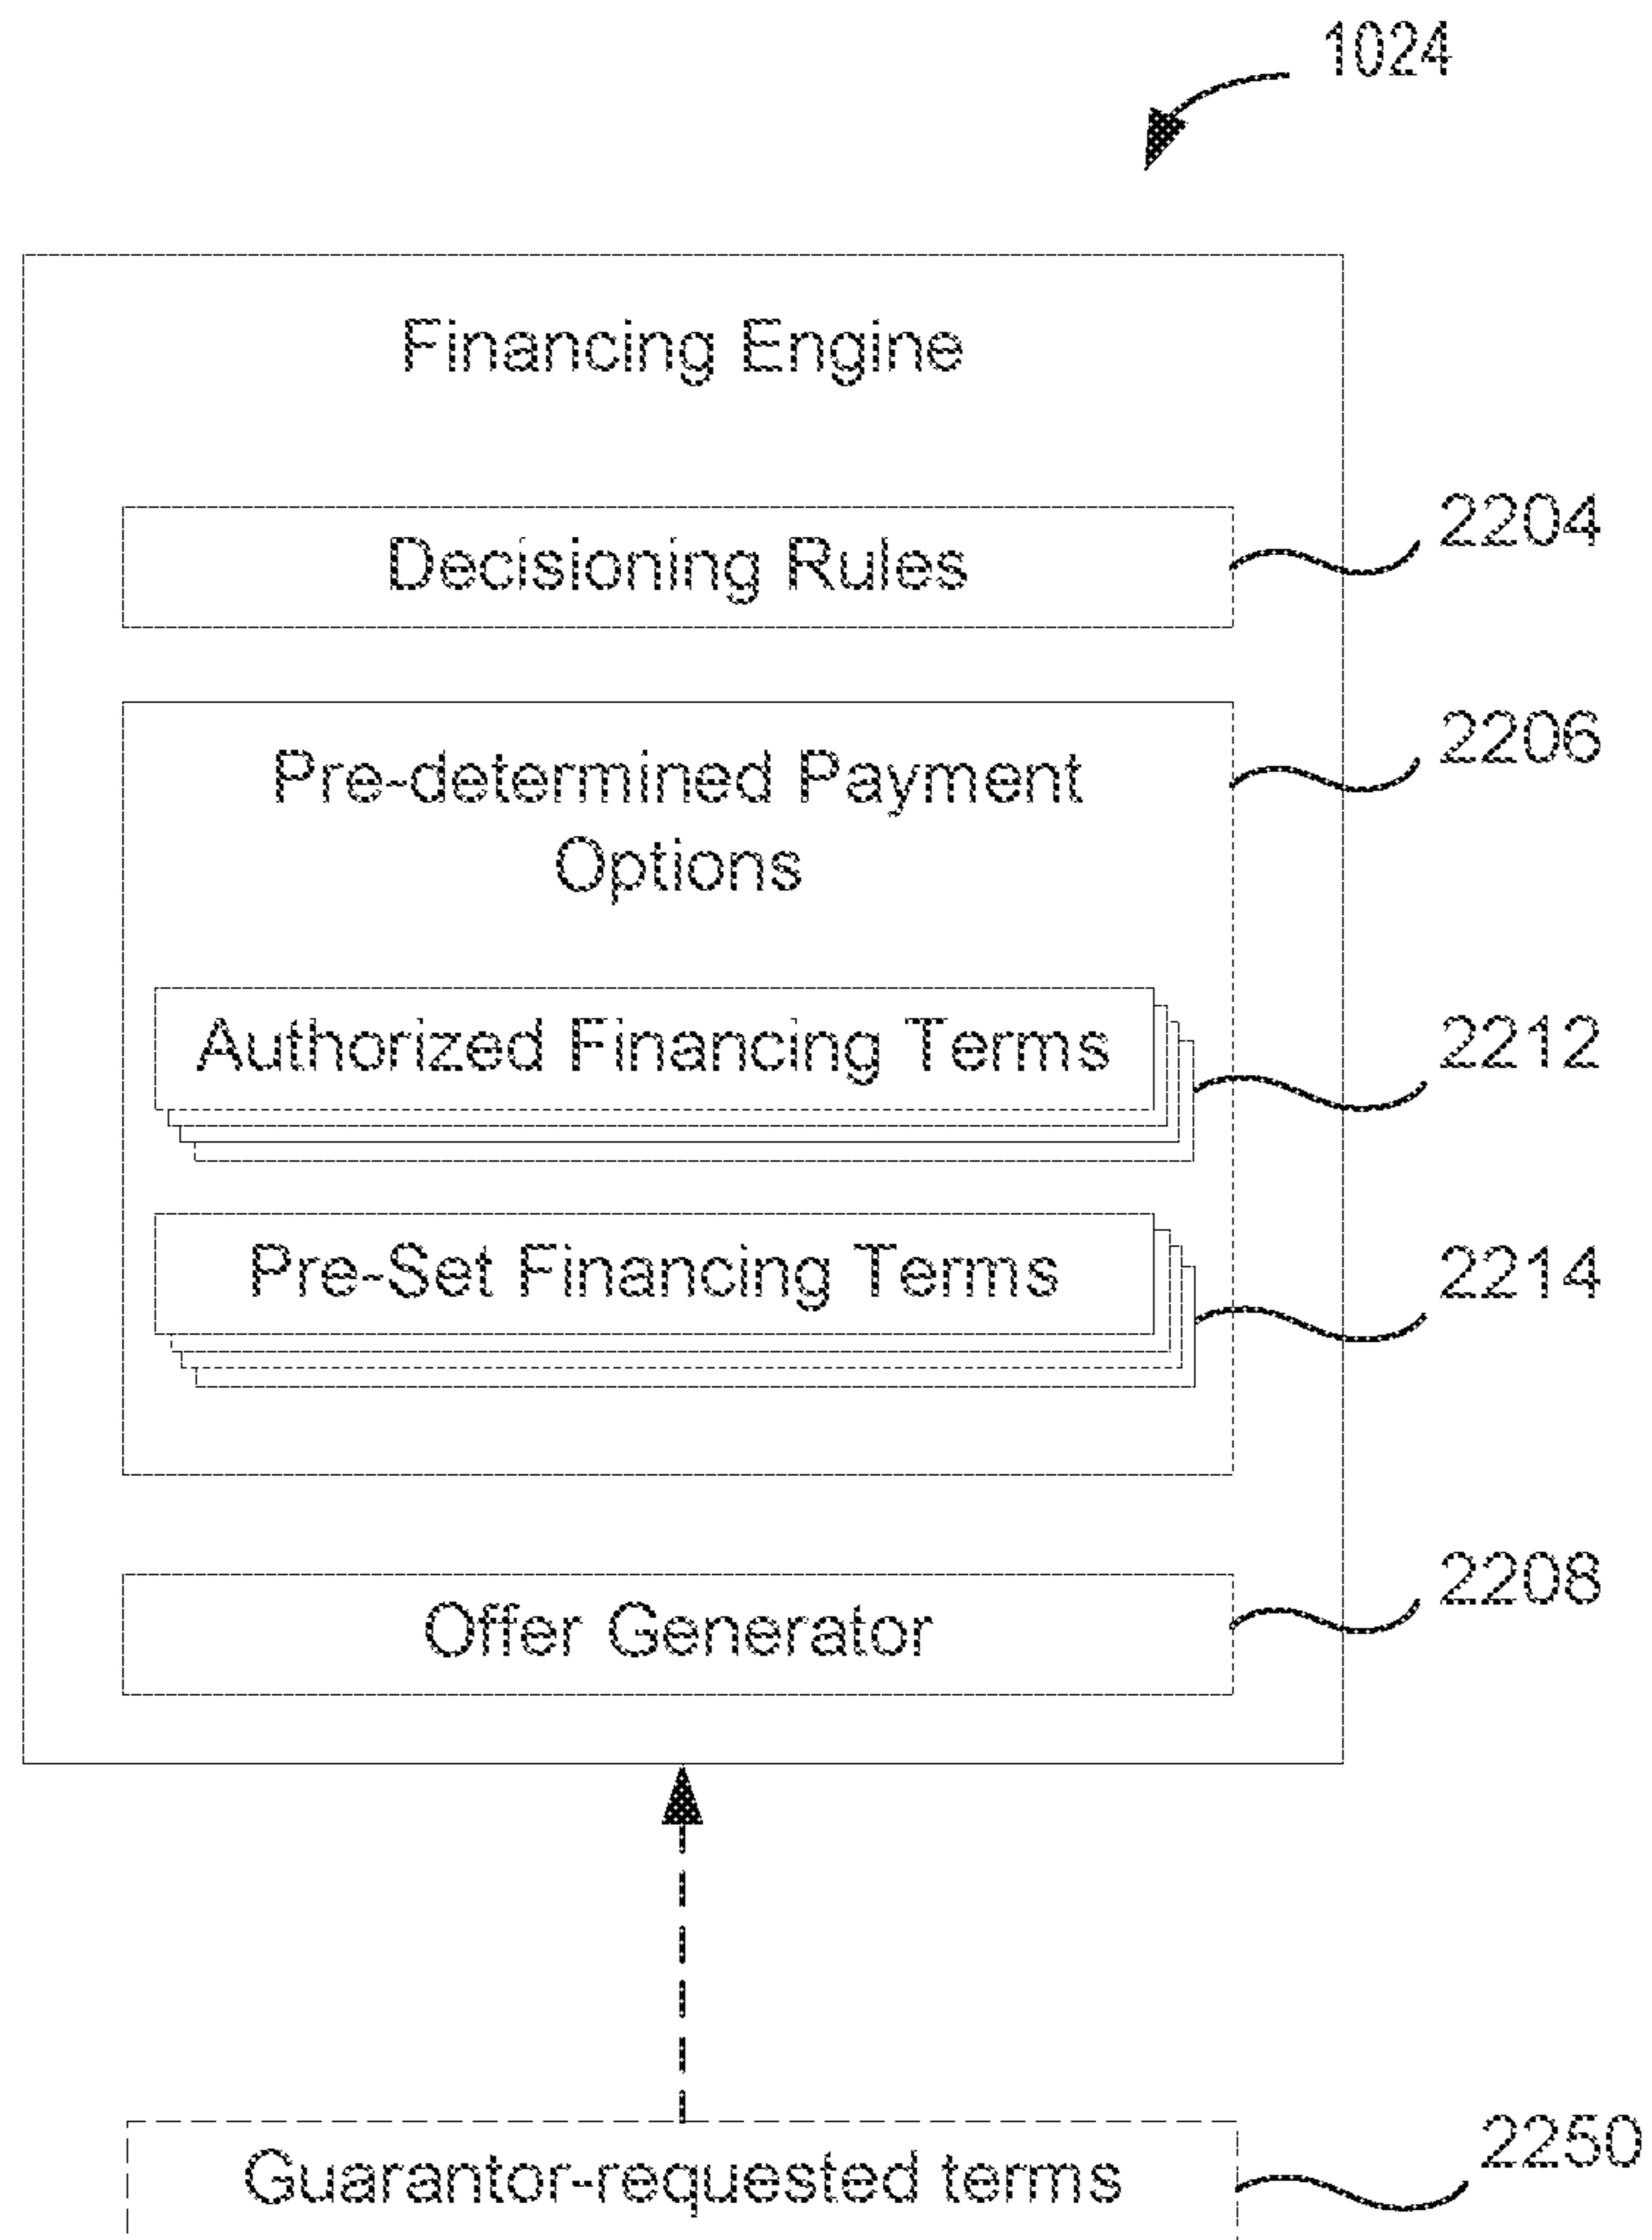 1024
Financing Engine
Decisioning Rules
2204
Pre-determined Payment
Options
2206
Authorized Financing Terms
2212
Pre-Set Financing Terms
2214
Offer Generator
2208
Guarantor-requested terms
2250